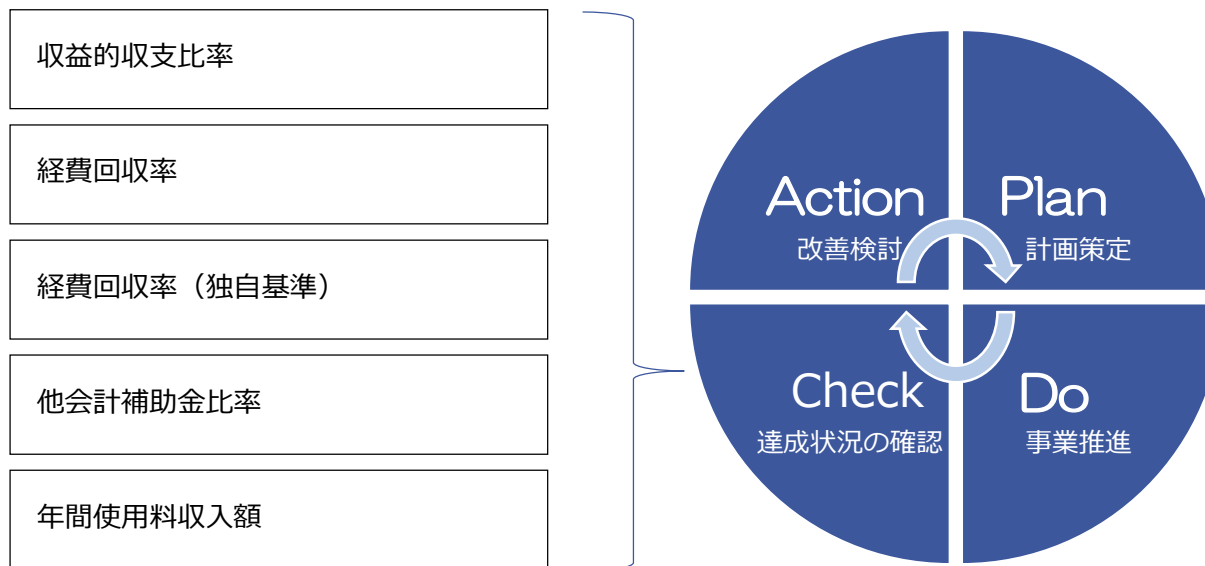 収益的収支比率
経費回収率
経費回収率（独自基準）
他会計補助金比率
年間使用料収入額
Action
改善検討
Plan
計画策定
Check
達成状況の確認
Do
事業推進